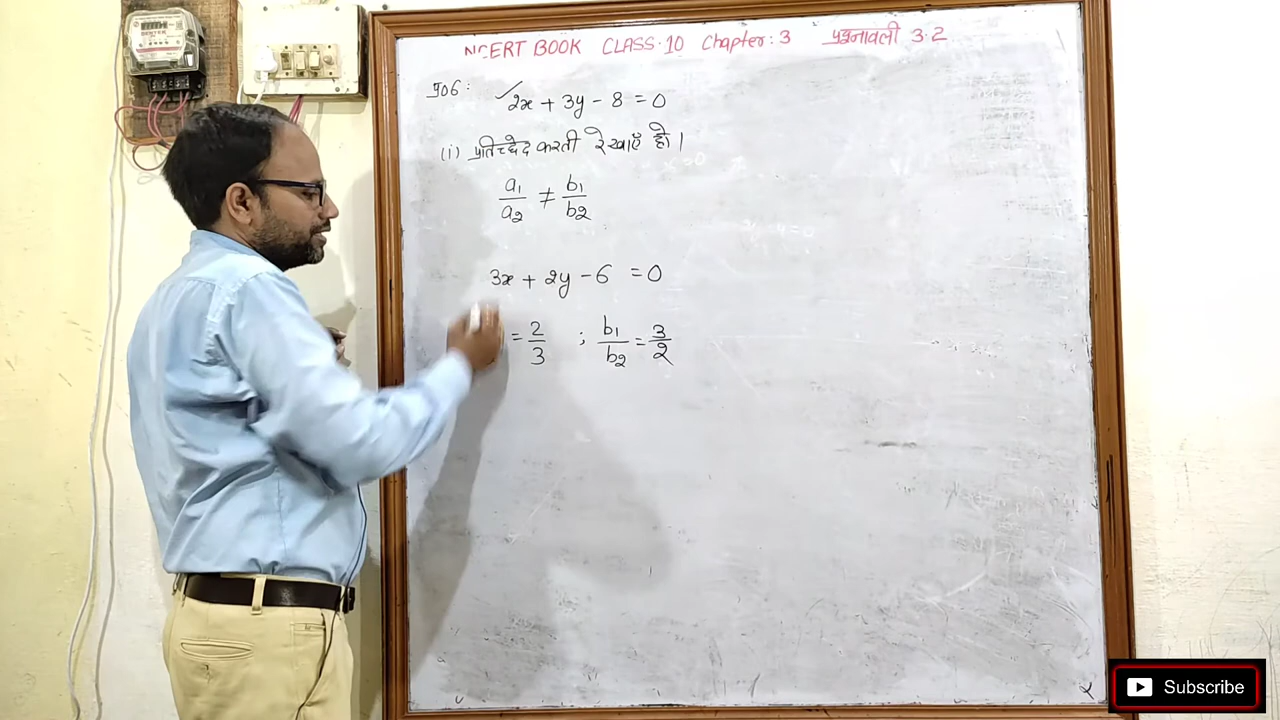 NCERT BOOK CLASS-10 Chapter: 3 प्रश्नावली 3.2
प्र06:
2x + 3y - 8 = 0
(i) प्रतिच्छेद करती रेखाएँ हो।
a₁/a₂ ≠ b₁/b₂
3x + 2y - 6 = 0
= 2/3 ; b₁/b₂ = 3/2
Subscribe